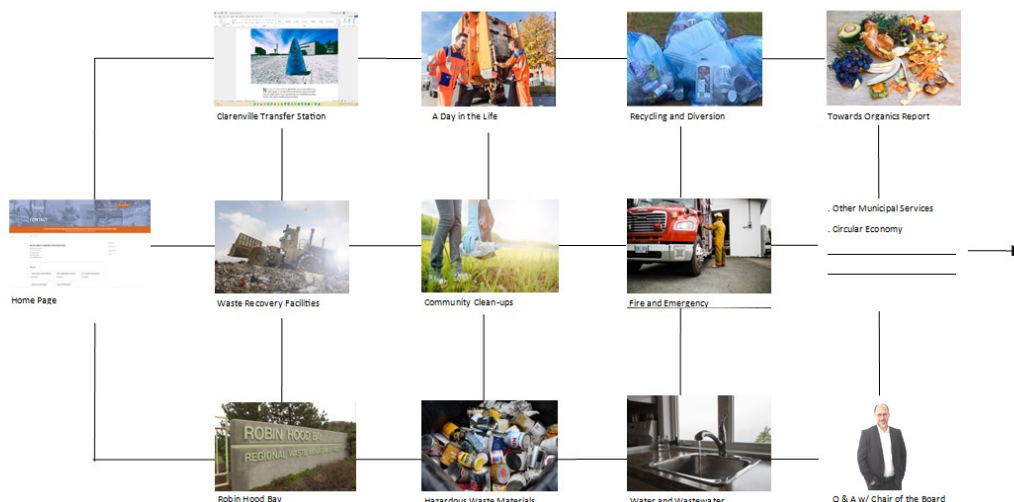 Clarenville Transfer Station
A Day in the Life
Recycling and Diversion
Towards Organics Report
CONTACT
Home Page
Waste Recovery Facilities
Community Clean-ups
Fire and Emergency
. Other Municipal Services
. Circular Economy
ROBIN HOOD BAY
REGIONAL WASTE
Robin Hood Bay
Hazardous Waste Materials
Water and Wastewater
Q & A w/ Chair of the Board